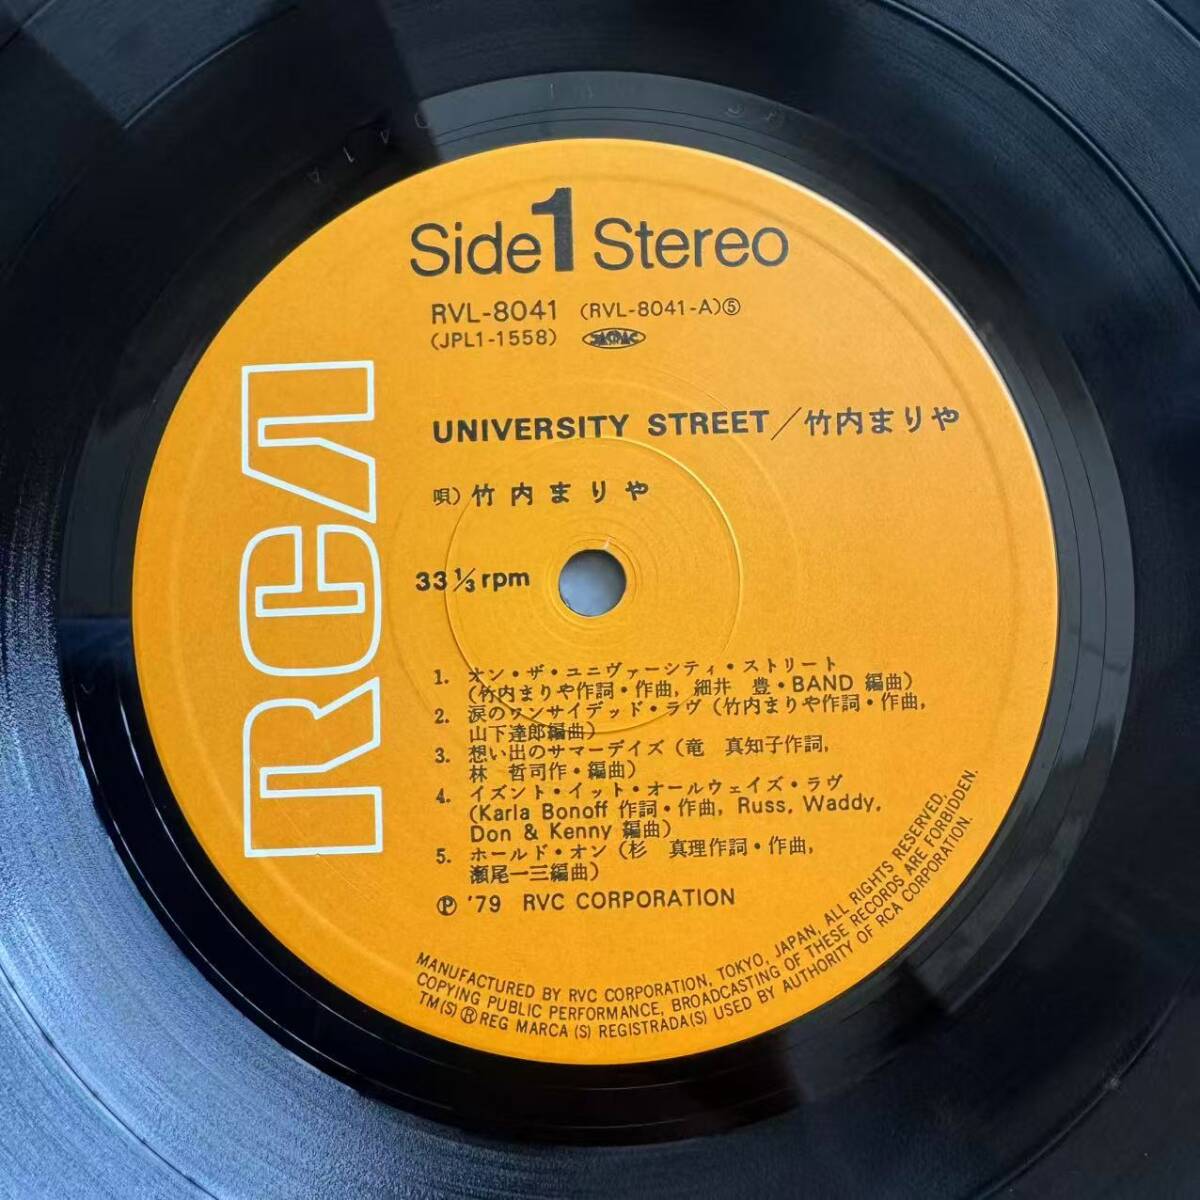 Side 1 Stereo
RVL-8041 (RVL-8041-A)⑤
(JPL1-1558) JASRAC
RCA
UNIVERSITY STREET／竹内まりや
唄）竹内まりや
33 1/3 rpm
1. オン・ザ・ユニヴァーシティ・ストリート
(竹内まりや作詞・作曲, 細井 豊・BAND 編曲)
2. 涙のワンサイデッド・ラヴ (竹内まりや作詞・作曲,
山下達郎編曲)
3. 想い出のサマーデイズ (竜 真知子作詞,
林 哲司作・編曲)
4. イズント・イット・オールウェイズ・ラヴ
(Karla Bonoff 作詞・作曲, Russ, Waddy,
Don & Kenny 編曲)
5. ホールド・オン (杉 真理作詞・作曲,
瀬尾一三編曲)
Ⓟ '79 RVC CORPORATION
MANUFACTURED BY RVC CORPORATION, TOKYO, JAPAN, ALL RIGHTS RESERVED,
COPYING PUBLIC PERFORMANCE, BROADCASTING OF THESE RECORDS ARE FORBIDDEN.
TM(S) ® REG MARCA (S) REGISTRADA(S) USED BY AUTHORITY OF RCA CORPORATION.